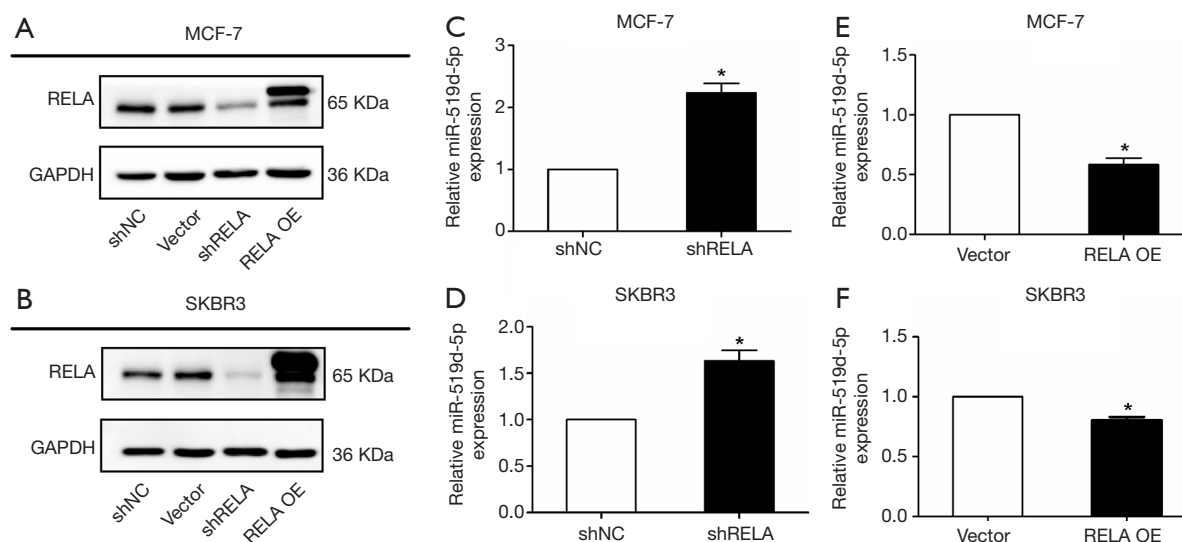 A
MCF-7
RELA
65 KDa
GAPDH
36 KDa
shNC
Vector
shRELA
RELA OE
B
SKBR3
RELA
65 KDa
GAPDH
36 KDa
shNC
Vector
shRELA
RELA OE
C
MCF-7
Relative miR-519d-5p
expression
3
2
1
0
*
shNC
shRELA
D
SKBR3
Relative miR-519d-5p
expression
2.0
1.5
1.0
0.5
0.0
*
shNC
shRELA
E
MCF-7
Relative miR-519d-5p
expression
1.5
1.0
0.5
0.0
*
Vector
RELA OE
F
SKBR3
Relative miR-519d-5p
expression
1.5
1.0
0.5
0.0
*
Vector
RELA OE